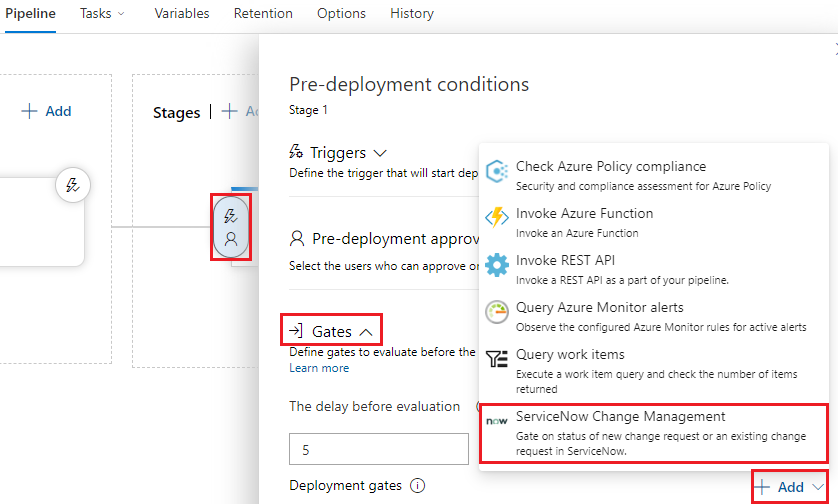 Pipeline Tasks Variables Retention Options History
Add
Stages
Pre-deployment conditions
Stage 1
Triggers
Define the trigger that will start
Pre-deployment
Select the users who can approve
Gates
Define gates to evaluate before the
Learn more
The delay before evaluation
5
Deployment gates
Check Azure Policy compliance
Security and compliance assessment for Azure Policy
Invoke Azure Function
Invoke an Azure Function
Invoke REST API
Invoke a REST API as a part of your pipeline.
Query Azure Monitor alerts
Observe the configured Azure Monitor rules for active alerts
Query work items
Execute a work item query and check the number of items
returned
now
ServiceNow Change Management
Gate on status of new change request or an existing change
request in ServiceNow.
Add